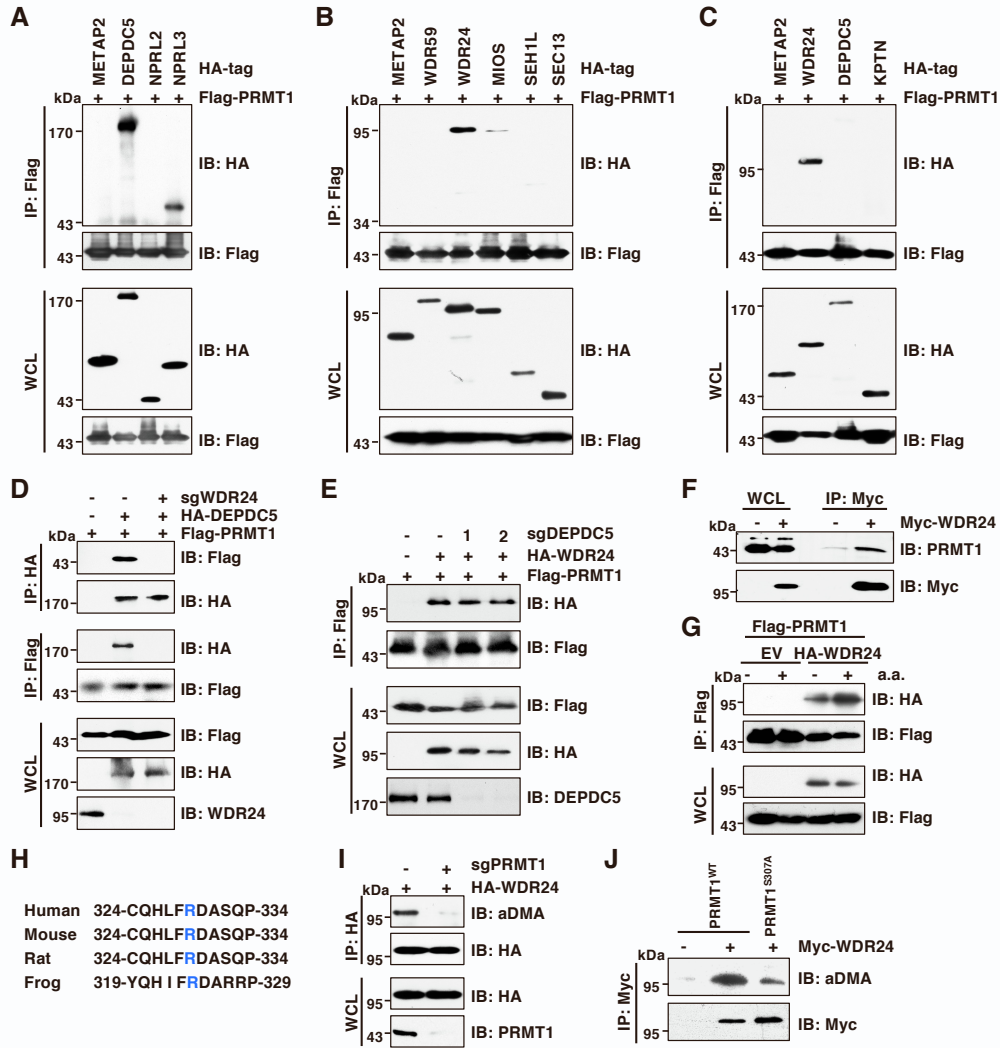 A
METAP2
DEPDC5
NPRL2
NPRL3
HA-tag
kDa + + + + Flag-PRMT1
IP: Flag
170
IB: HA
43
43
IB: Flag
WCL
170
IB: HA
43
43
IB: Flag
B
METAP2
WDR59
WDR24
MIOS
SEH1L
SEC13
HA-tag
kDa + + + + + + Flag-PRMT1
IP: Flag
95
IB: HA
34
43
IB: Flag
WCL
95
IB: HA
43
IB: Flag
C
METAP2
WDR24
DEPDC5
KPTN
HA-tag
kDa + + + + Flag-PRMT1
IP: Flag
95
IB: HA
43
IB: Flag
WCL
170
IB: HA
43
43
IB: Flag
D
- - + sgWDR24
- + + HA-DEPDC5
kDa + + + Flag-PRMT1
IP: HA
43 IB: Flag
170 IB: HA
IP: Flag
170 IB: HA
43 IB: Flag
WCL
43 IB: Flag
170 IB: HA
95 IB: WDR24
E
- - 1 2 sgDEPDC5
- + + + HA-WDR24
kDa + + + + Flag-PRMT1
IP: Flag
95 IB: HA
43 IB: Flag
WCL
43 IB: Flag
95 IB: HA
170 IB: DEPDC5
F
WCL IP: Myc
kDa - + - + Myc-WDR24
43 IB: PRMT1
95 IB: Myc
G
Flag-PRMT1
EV HA-WDR24
kDa - + - + a.a.
IP: Flag
95 IB: HA
43 IB: Flag
WCL
IB: HA
43 IB: Flag
H
Human 324-CQHLFRDASQP-334
Mouse 324-CQHLFRDASQP-334
Rat 324-CQHLFRDASQP-334
Frog 319-YQHIFRDARRP-329
I
- + sgPRMT1
kDa + + HA-WDR24
IP: HA
95 IB: aDMA
95 IB: HA
WCL
95 IB: HA
43 IB: PRMT1
J
PRMT1WT
PRMT1S307A
- + + Myc-WDR24
kDa
IP: Myc
95 IB: aDMA
95 IB: Myc